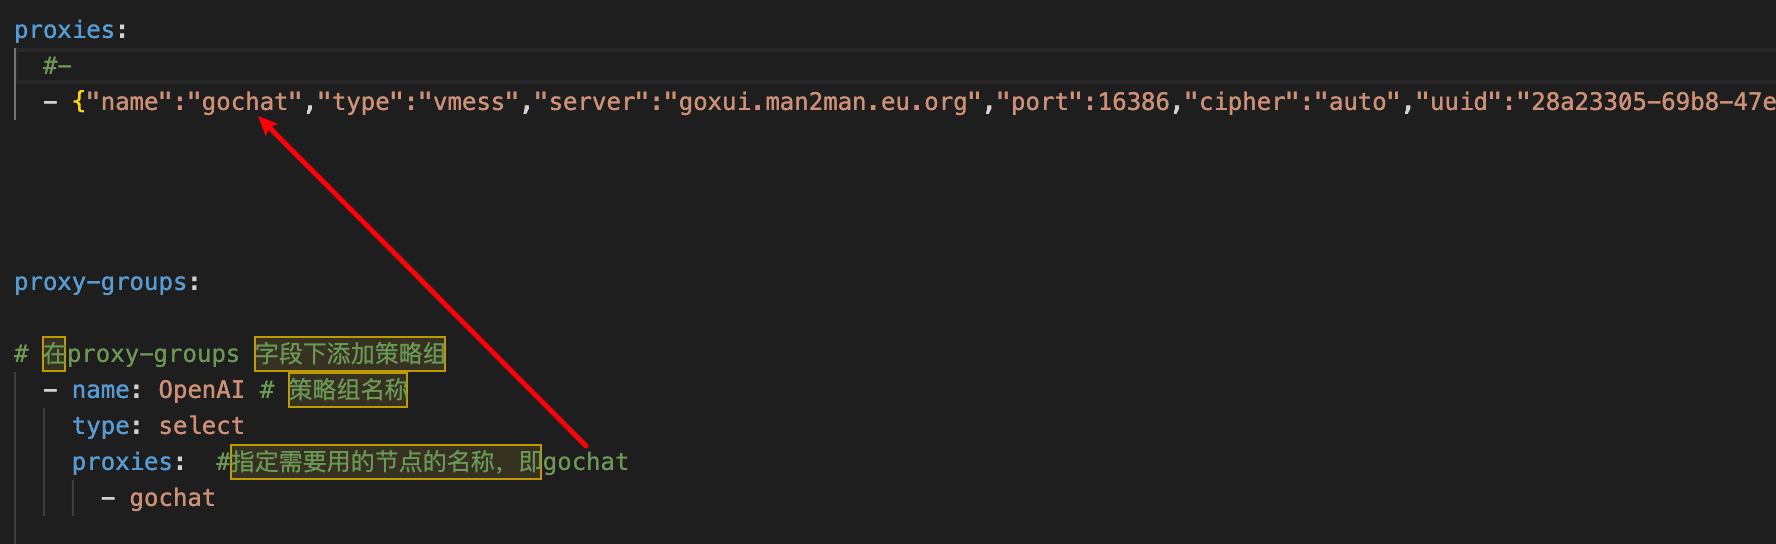 proxies:
#-
- {"name":"gochat","type":"vmess","server":"goxui.man2man.eu.org","port":16386,"cipher":"auto","uuid":"28a23305-69b8-47e
proxy-groups:
# 在proxy-groups 字段下添加策略组
- name: OpenAI # 策略组名称
type: select
proxies:  #指定需要用的节点的名称，即gochat
- gochat